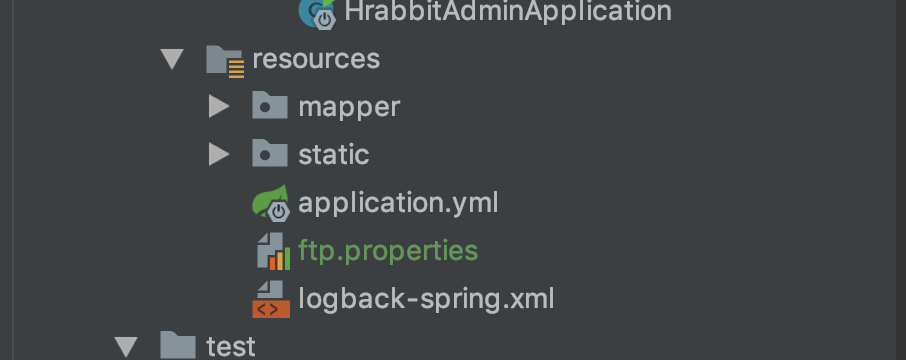 HrabbitAdminApplication
resources
mapper
static
application.yml
ftp.properties
logback-spring.xml
test